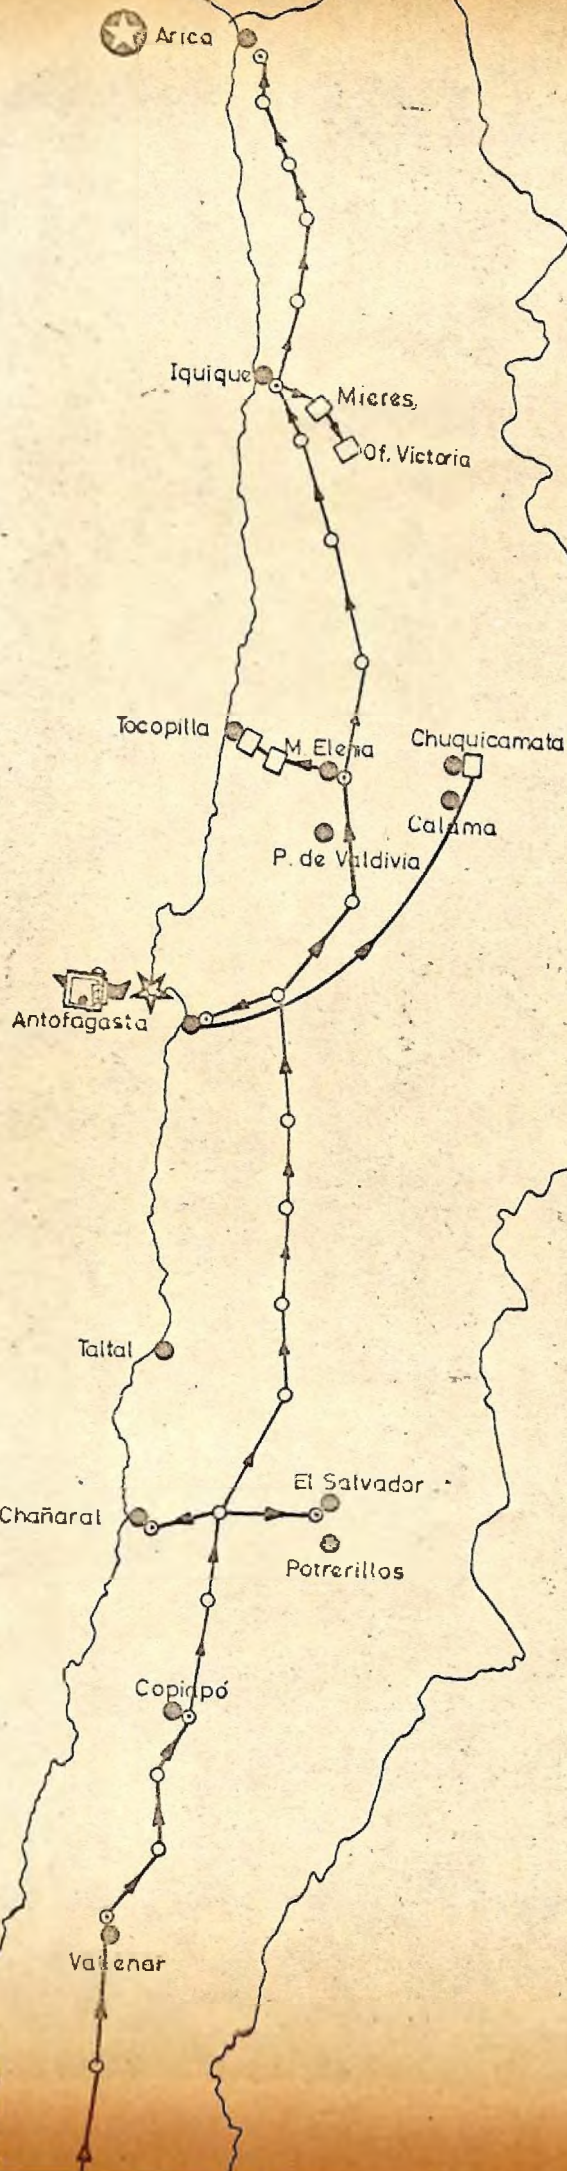 Arica
Iquique
Mieres
Of. Victoria
Tocopilla
M. Elena
Chuquicamata
Calama
P. de Valdivia
Antofagasta
Taltal
El Salvador
Chañaral
Potrerillos
Copiapó
Vallenar